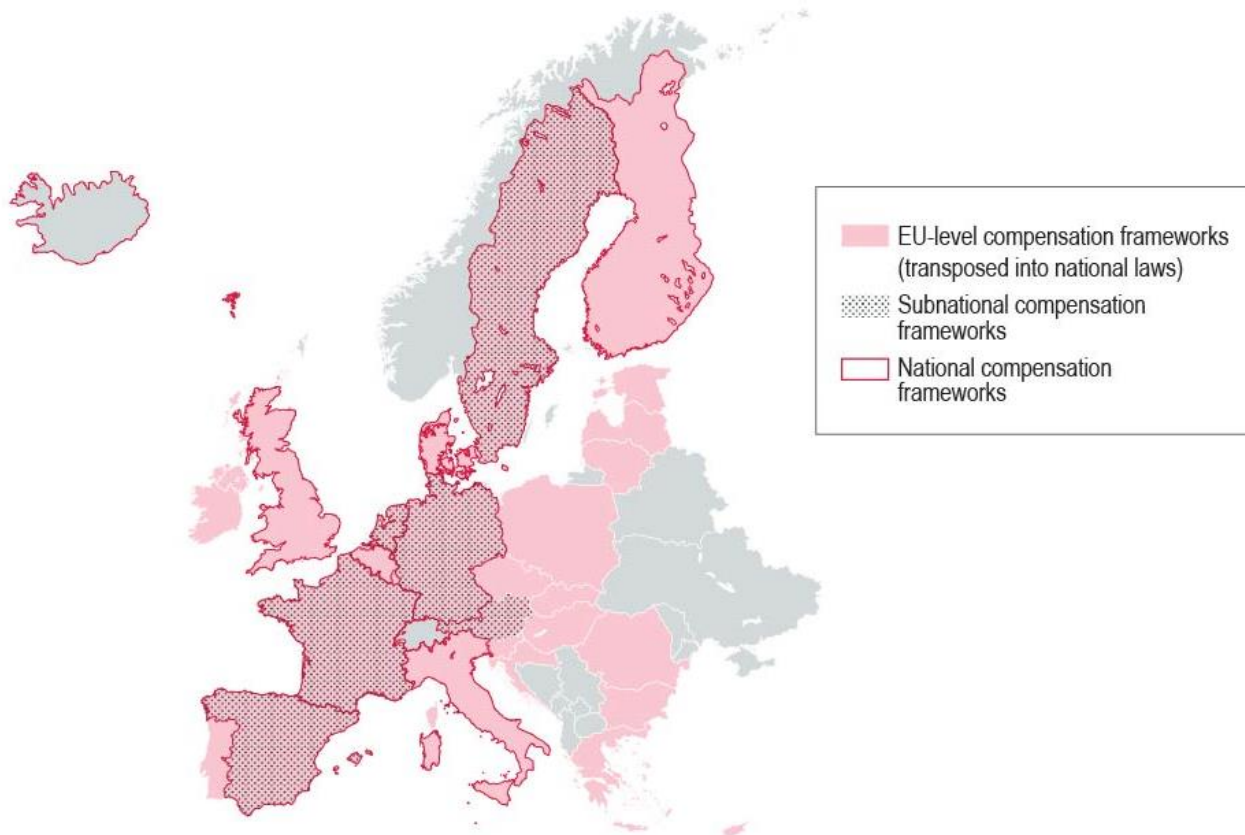 EU-level compensation frameworks
(transposed into national laws)
Subnational compensation
frameworks
National compensation
frameworks